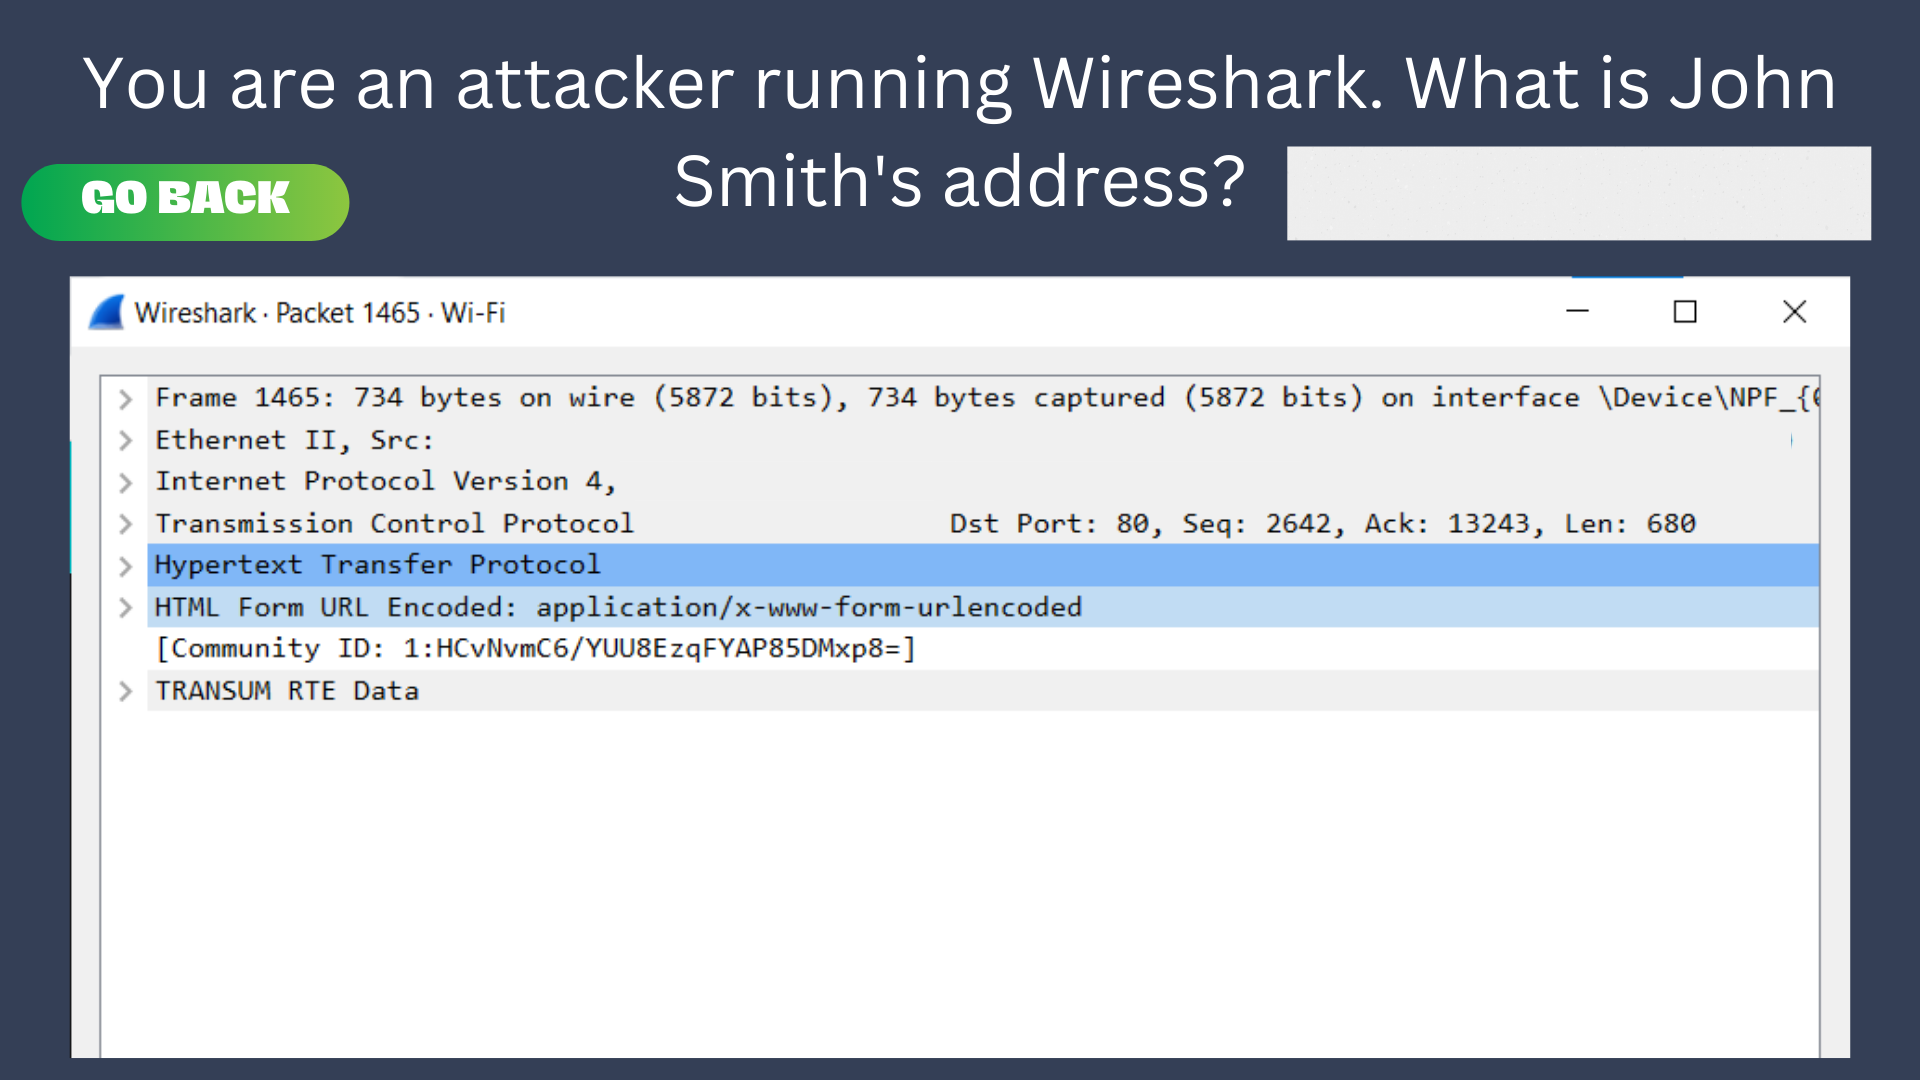 You are an attacker running Wireshark. What is John
Smith's address?
GO BACK
Wireshark · Packet 1465 · Wi-Fi
Frame 1465: 734 bytes on wire (5872 bits), 734 bytes captured (5872 bits) on interface \Device\NPF_{
Ethernet II, Src:
Internet Protocol Version 4,
Transmission Control Protocol Dst Port: 80, Seq: 2642, Ack: 13243, Len: 680
Hypertext Transfer Protocol
HTML Form URL Encoded: application/x-www-form-urlencoded
[Community ID: 1:HCvNvmC6/YUU8EzqFYAP85DMxp8=]
TRANSUM RTE Data